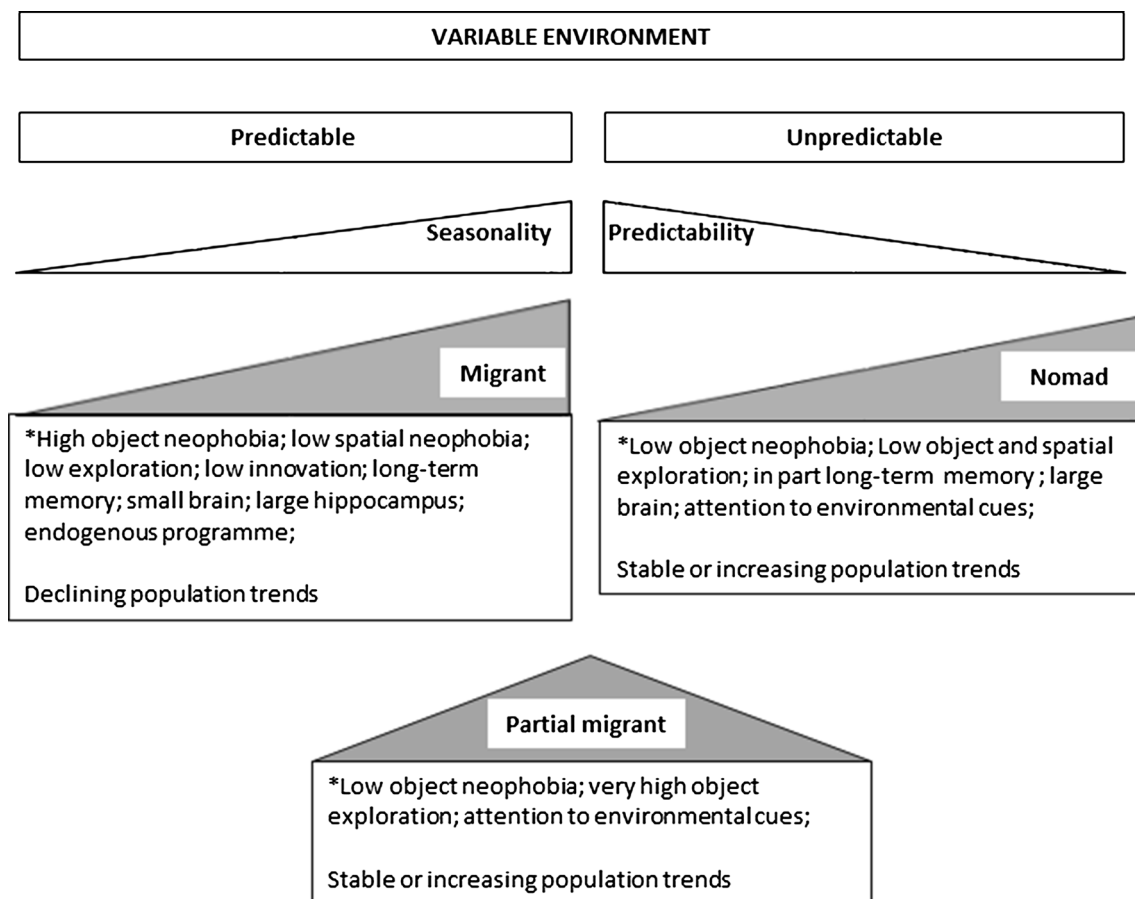 VARIABLE ENVIRONMENT
Predictable
Unpredictable
Seasonality
Predictability
Migrant
Nomad
*High object neophobia; low spatial neophobia;
low exploration; low innovation; long-term
memory; small brain; large hippocampus;
endogenous programme;
Declining population trends
*Low object neophobia; Low object and spatial
exploration; in part long-term memory ; large
brain; attention to environmental cues;
Stable or increasing population trends
Partial migrant
*Low object neophobia; very high object
exploration; attention to environmental cues;
Stable or increasing population trends